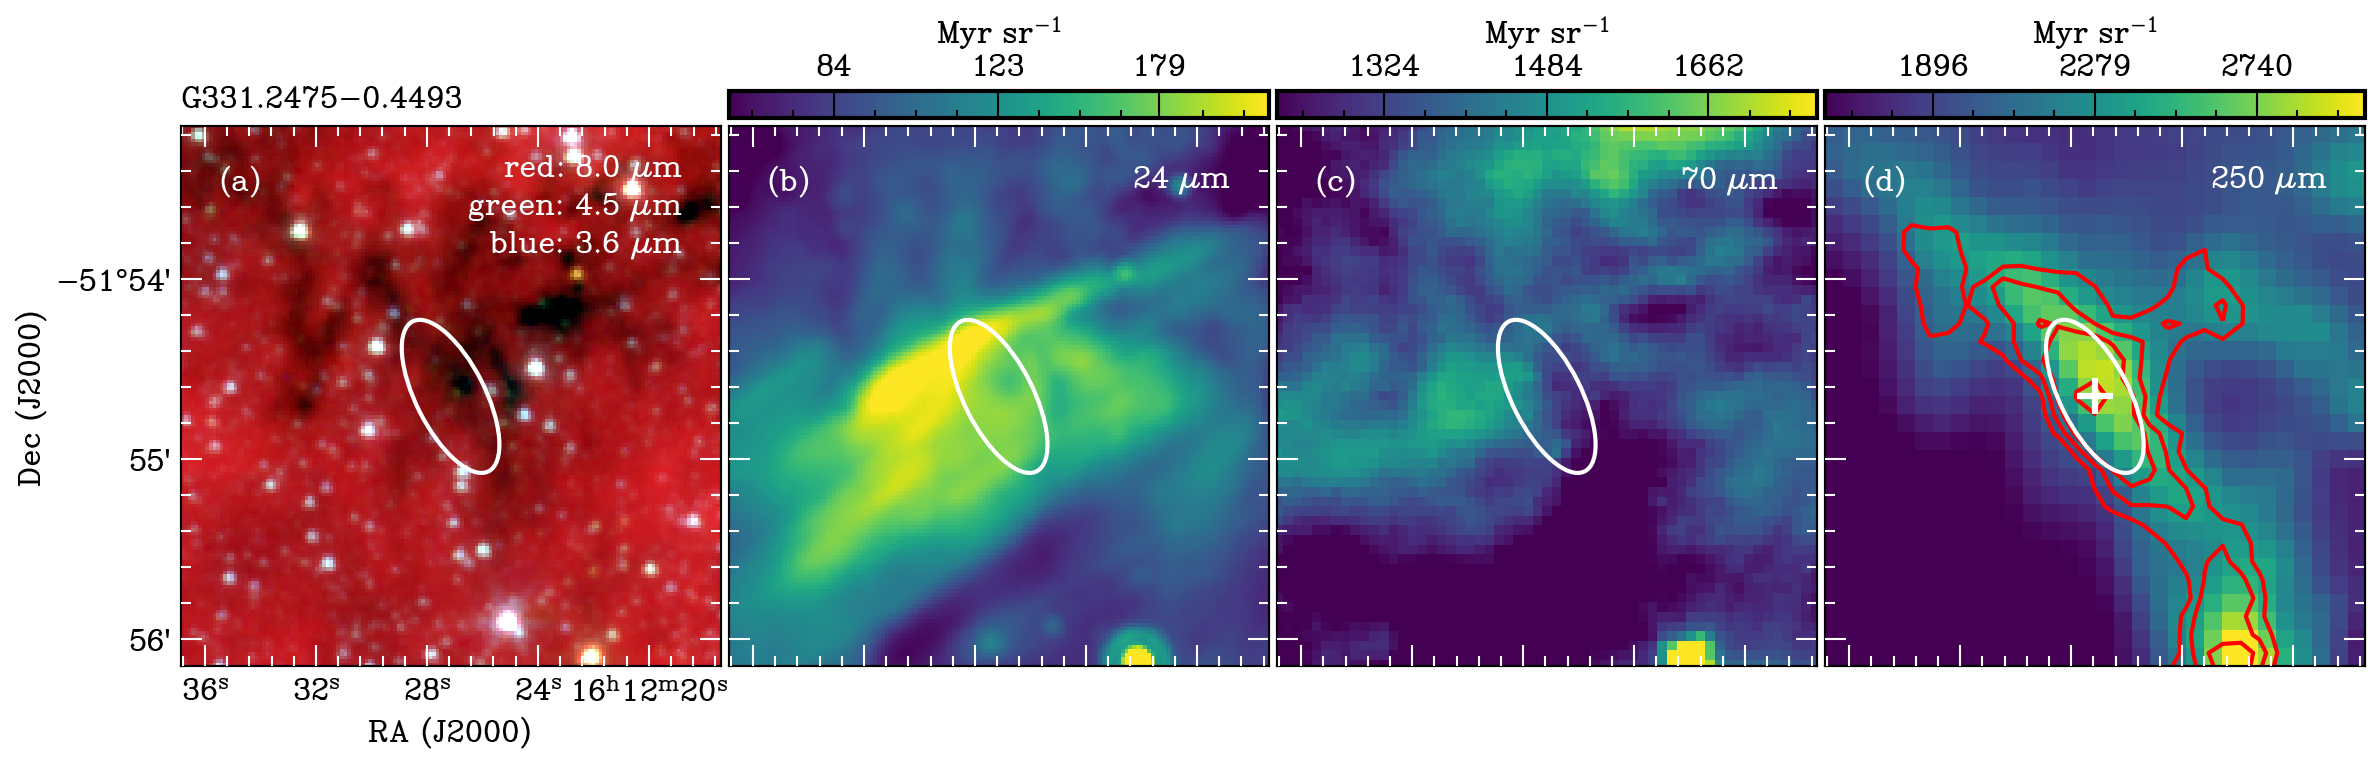 Myr sr⁻¹ Myr sr⁻¹ Myr sr⁻¹
84 123 179 1324 1484 1662 1896 2279 2740
G331.2475−0.4493
(a) red: 8.0 μm
green: 4.5 μm
blue: 3.6 μm
(b) 24 μm
(c) 70 μm
(d) 250 μm
Dec (J2000)
−51°54'
55'
56'
36ˢ 32ˢ 28ˢ 24ˢ 16ʰ12ᵐ20ˢ
RA (J2000)